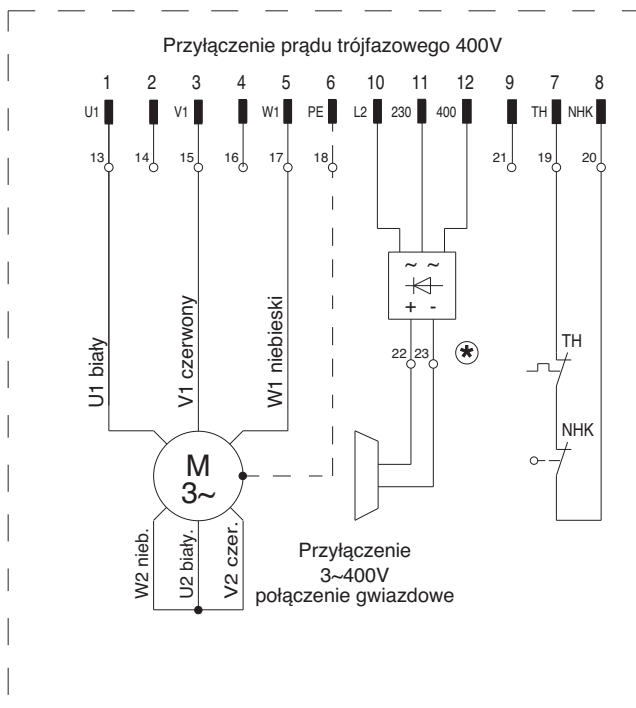 Przyłączenie prądu trójfazowego 400V
1 2 3 4 5 6 10 11 12 9 7 8
U1 V1 W1 PE L2 230 400 TH NHK
13 14 15 16 17 18 21 19 20
U1 biały
V1 czerwony
W1 niebieski
~ ~
+ -
22 23 *
TH
NHK
M
3~
W2 nieb.
U2 biały.
V2 czer.
Przyłączenie
3~400V
połączenie gwiazdowe